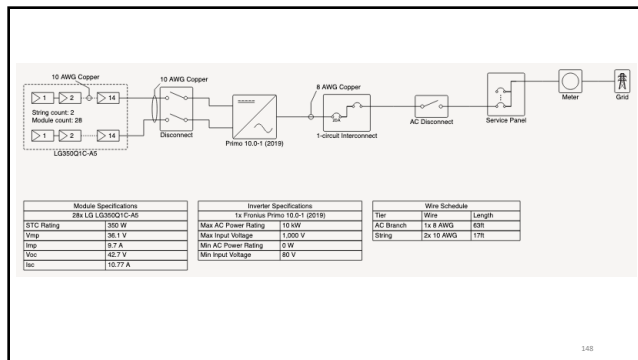 10 AWG Copper
10 AWG Copper
8 AWG Copper
1
2
14
String count: 2
Module count: 28
1
2
14
LG350Q1C-A5
Disconnect
Primo 10.0-1 (2019)
1-circuit Interconnect
AC Disconnect
Service Panel
Meter
Grid
Module Specifications
28x LG LG350Q1C-A5
STC Rating 350 W
Vmp 36.1 V
Imp 9.7 A
Voc 42.7 V
Isc 10.77 A
Inverter Specifications
1x Fronius Primo 10.0-1 (2019)
Max AC Power Rating 10 kW
Max Input Voltage 1,000 V
Min AC Power Rating 0 W
Min Input Voltage 80 V
Wire Schedule
Tier Wire Length
AC Branch 1x 8 AWG 63ft
String 2x 10 AWG 17ft
148